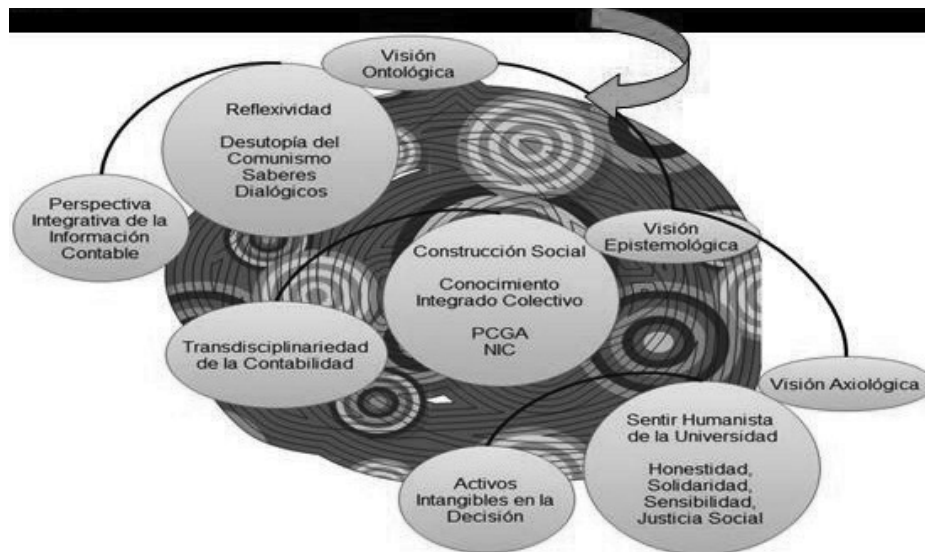 Visión
Ontológica
Reflexividad
Desutopía del
Comunismo
Saberes
Dialógicos
Perspectiva
Integrativa de la
Información
Contable
Visión
Epistemológica
Construcción Social
Conocimiento
Integrado Colectivo
PCGA
NIC
Transdisciplinariedad
de la Contabilidad
Visión Axiológica
Sentir Humanista
de la Universidad
Honestidad,
Solidaridad,
Sensibilidad,
Justicia Social
Activos
Intangibles en la
Decisión